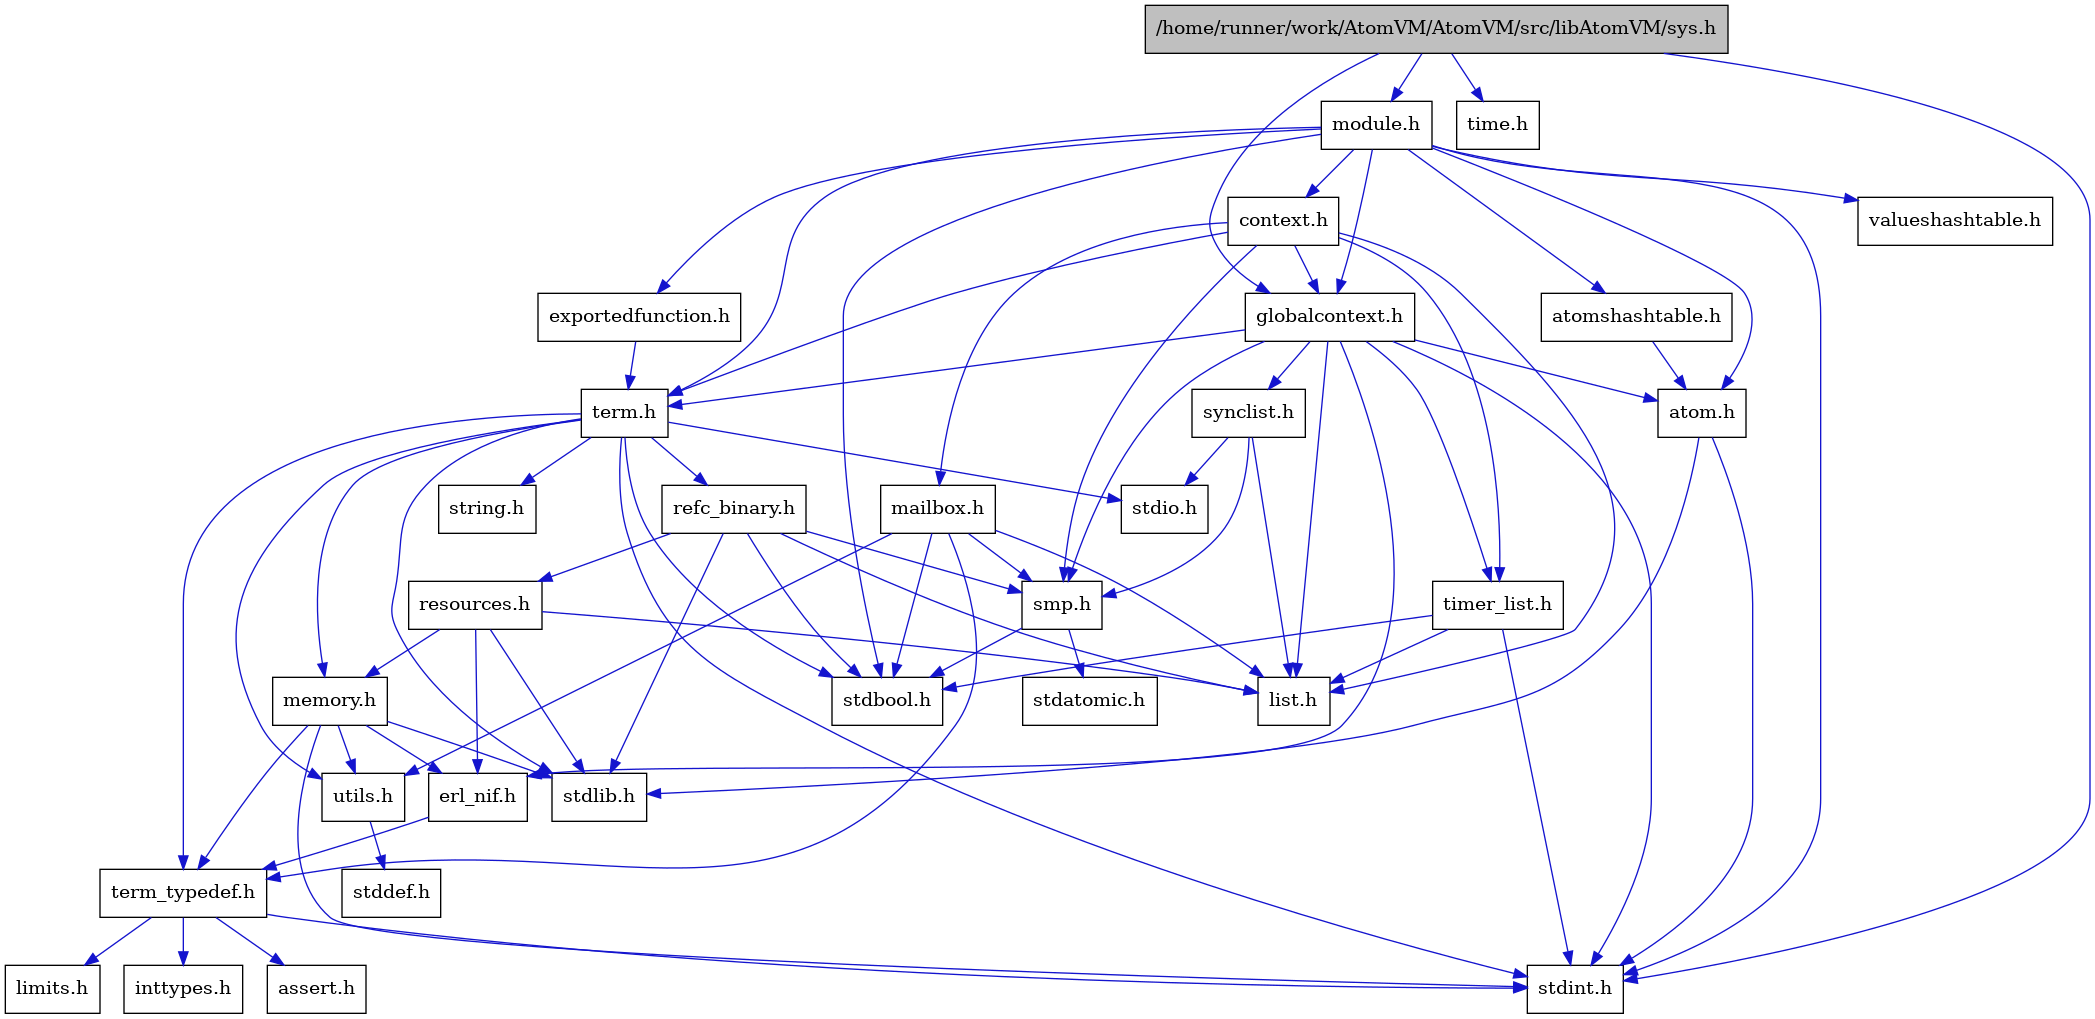 /home/runner/work/AtomVM/AtomVM/src/libAtomVM/sys.h
module.h
time.h
context.h
valueshashtable.h
exportedfunction.h
globalcontext.h
atomshashtable.h
term.h
synclist.h
atom.h
string.h
refc_binary.h
mailbox.h
stdio.h
resources.h
smp.h
timer_list.h
memory.h
stdbool.h
stdatomic.h
list.h
utils.h
erl_nif.h
stdlib.h
term_typedef.h
stddef.h
limits.h
inttypes.h
assert.h
stdint.h